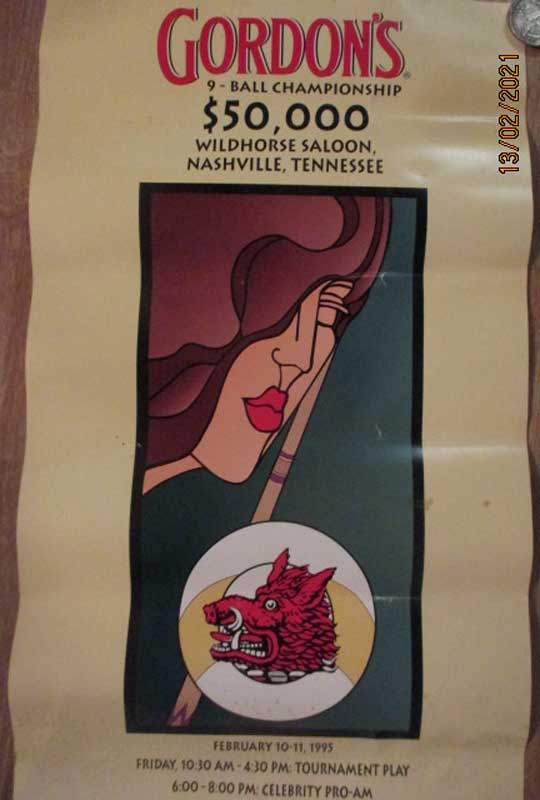 GORDON'S®
9 - BALL CHAMPIONSHIP
$50,000
WILDHORSE SALOON,
NASHVILLE, TENNESSEE
FEBRUARY 10-11, 1995
FRIDAY, 10:30 AM - 4:30 PM: TOURNAMENT PLAY
6:00 - 8:00 PM: CELEBRITY PRO-AM
13/02/2021